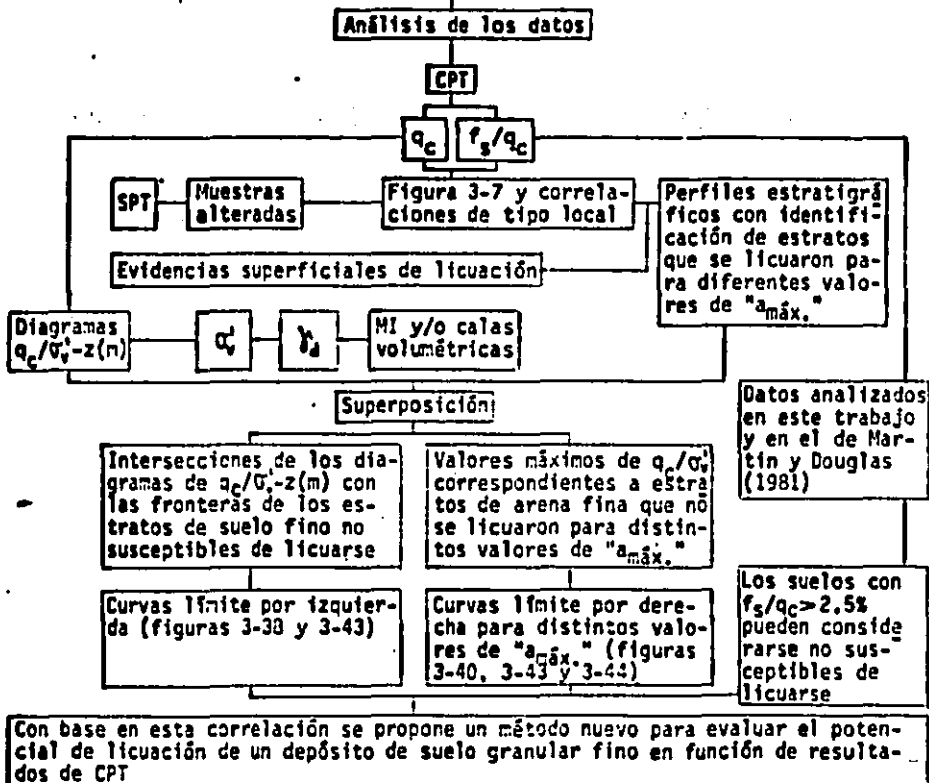 Análisis de los datos
CPT
q_c
f_s/q_c
SPT
Muestras
alteradas
Figura 3-7 y correla-
ciones de tipo local
Perfiles estratigrá
ficos con identifi-
cación de estratos
que se licuaron pa-
ra diferentes valo-
res de "a_máx."
Evidencias superficiales de licuación
Diagramas
q_c/σ'_v-z(m)
σ'_v
γ_d
MI y/o calas
volumétricas
Superposición
Datos analizados
en este trabajo
y en el de Mar-
tin y Douglas
(1981)
Intersecciones de los dia-
gramas de q_c/σ'_v-z(m) con
las fronteras de los es-
tratos de suelo fino no
susceptibles de licuarse
Valores máximos de q_c/σ'_v
correspondientes a estra
tos de arena fina que no
se licuaron para distin-
tos valores de "a_máx."
Curvas límite por izquier-
da (figuras 3-38 y 3-43)
Curvas límite por dere-
cha para distintos valo-
res de "a_máx." (figuras
3-40, 3-43 y 3-44)
Los suelos con
f_s/q_c>2.5%
pueden conside
rarse no sus-
ceptibles de
licuarse
Con base en esta correlación se propone un método nuevo para evaluar el poten-
cial de licuación de un depósito de suelo granular fino en función de resulta-
dos de CPT